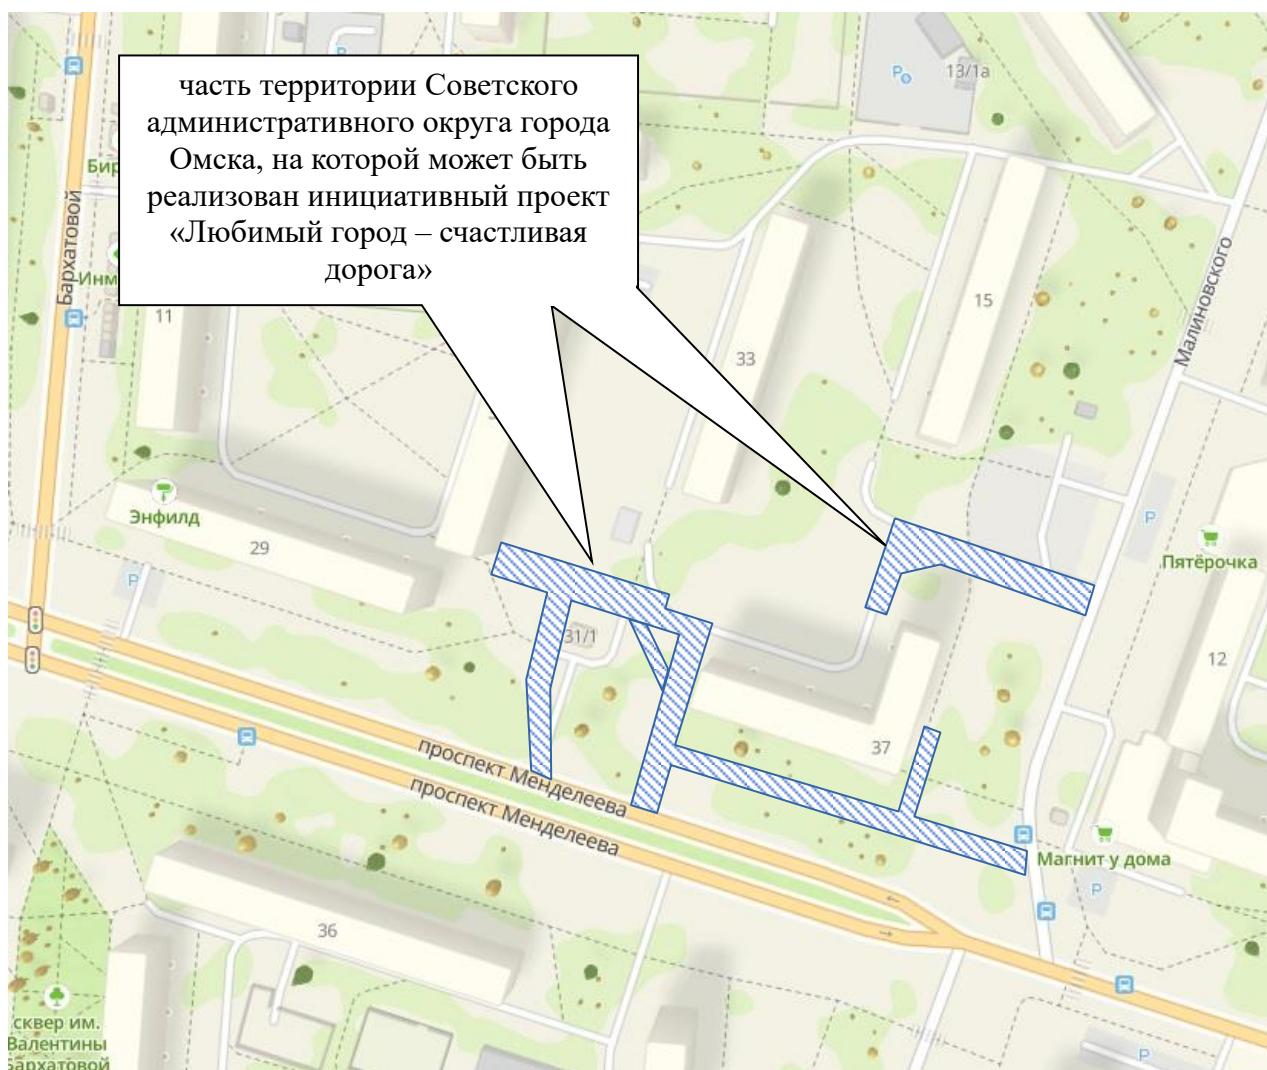 часть территории Советского
административного округа города
Омска, на которой может быть
реализован инициативный проект
«Любимый город – счастливая
дорога»
P
13/1а
Бир
Бархатовой
Инм
11
33
15
Малиновского
Энфилд
29
P
P
Пятёрочка
31/1
12
37
проспект Менделеева
проспект Менделеева
Магнит у дома
P
36
сквер им.
Валентины
Бархатовой
P